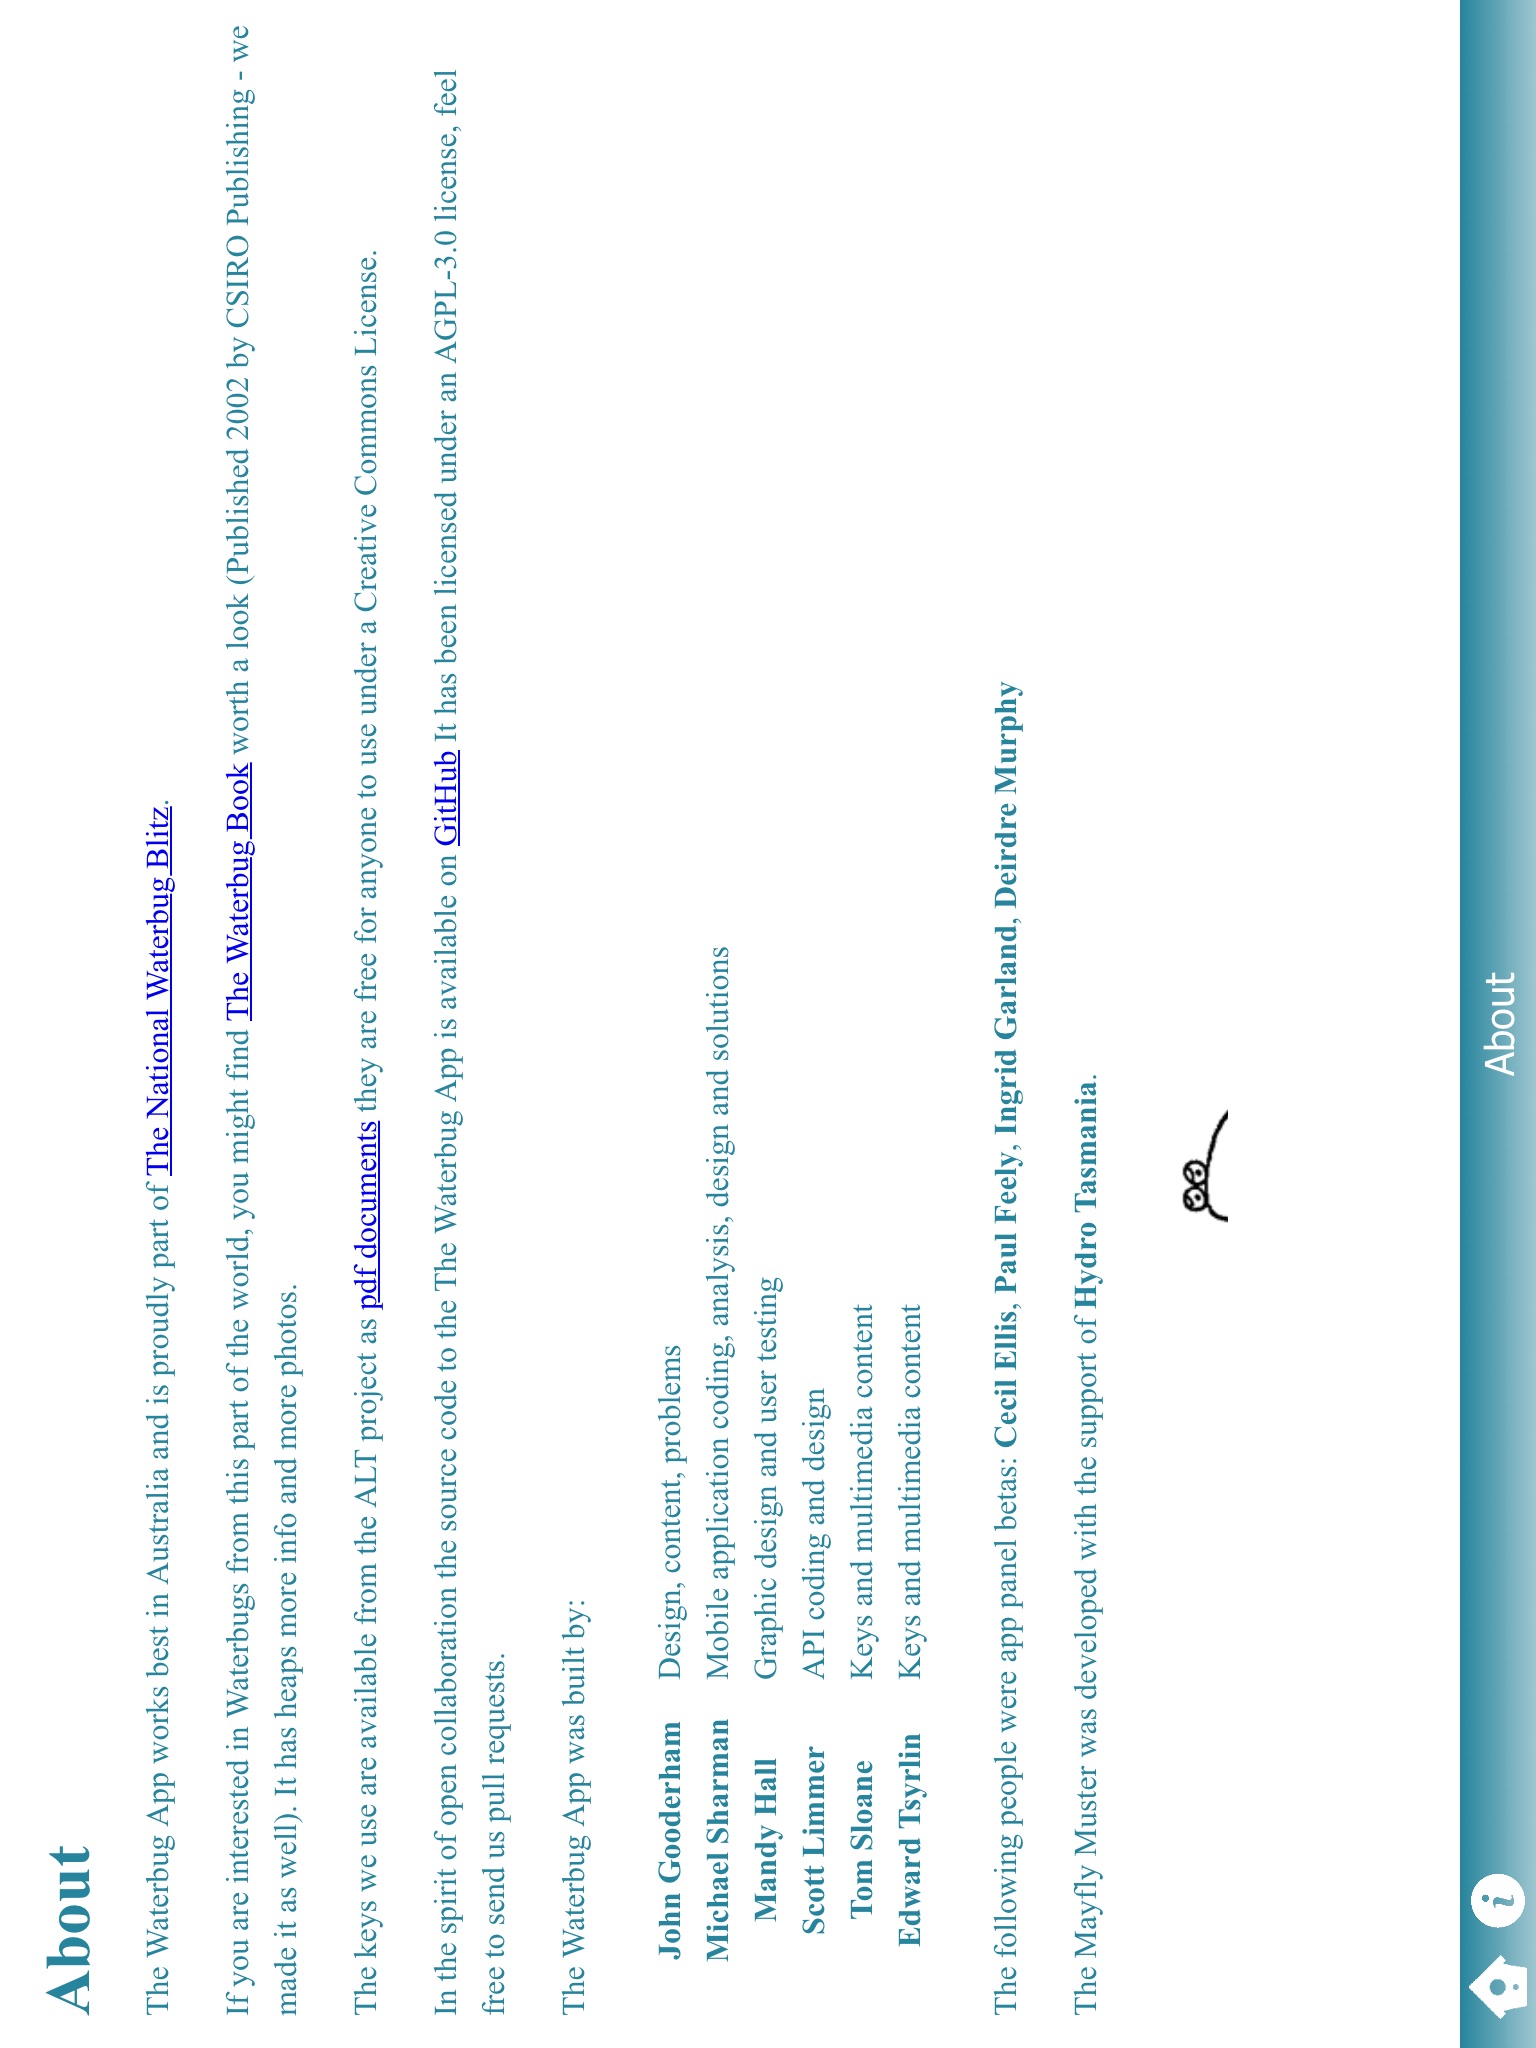 About
The Waterbug App works best in Australia and is proudly part of The National Waterbug Blitz.
If you are interested in Waterbugs from this part of the world, you might find The Waterbug Book worth a look (Published 2002 by CSIRO Publishing - we
made it as well). It has heaps more info and more photos.
The keys we use are available from the ALT project as pdf documents they are free for anyone to use under a Creative Commons License.
In the spirit of open collaboration the source code to the The Waterbug App is available on GitHub It has been licensed under an AGPL-3.0 license, feel
free to send us pull requests.
The Waterbug App was built by:
John Gooderham Design, content, problems
Michael Sharman Mobile application coding, analysis, design and solutions
Mandy Hall Graphic design and user testing
Scott Limmer API coding and design
Tom Sloane Keys and multimedia content
Edward Tsyrlin Keys and multimedia content
The following people were app panel betas: Cecil Ellis, Paul Feely, Ingrid Garland, Deirdre Murphy
The Mayfly Muster was developed with the support of Hydro Tasmania.
i About